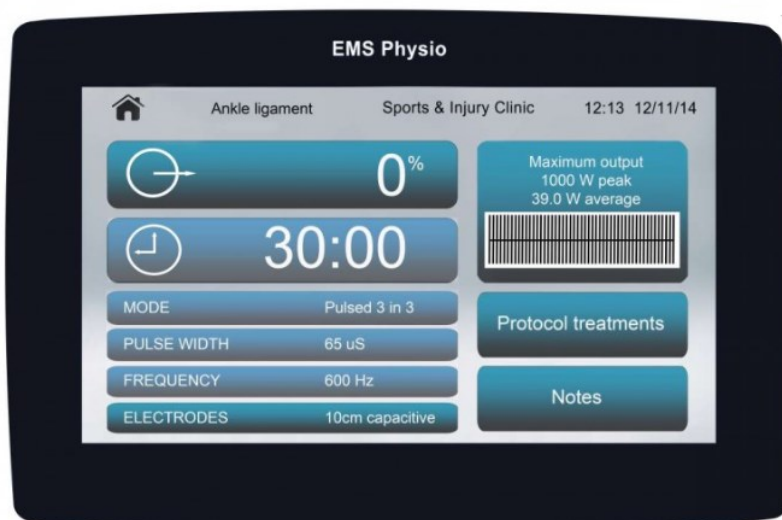 EMS Physio
Ankle ligament Sports & Injury Clinic 12:13 12/11/14
0%
30:00
MODE Pulsed 3 in 3
PULSE WIDTH 65 uS
FREQUENCY 600 Hz
ELECTRODES 10cm capacitive
Maximum output
1000 W peak
39.0 W average
Protocol treatments
Notes